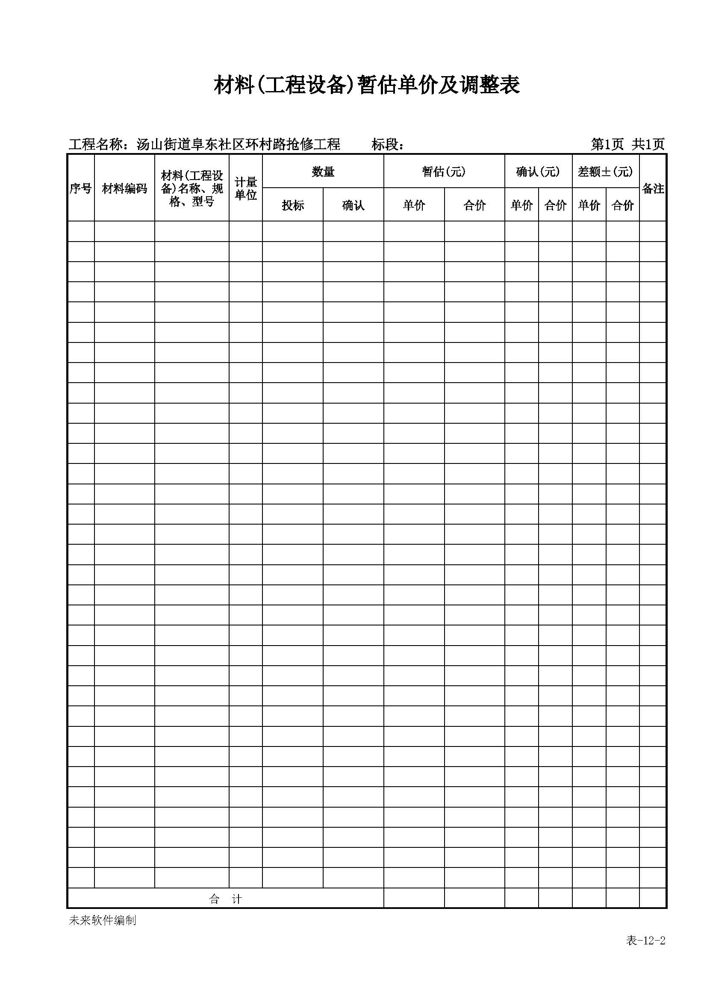 材料(工程设备)暂估单价及调整表
工程名称：汤山街道阜东社区环村路抢修工程 标段： 第1页 共1页
序号 材料编码 材料(工程设备)名称、规格、型号 计量单位 数量 暂估(元) 确认(元) 差额±(元) 备注
投标 确认 单价 合价 单价 合价 单价 合价
合 计
未来软件编制
表-12-2